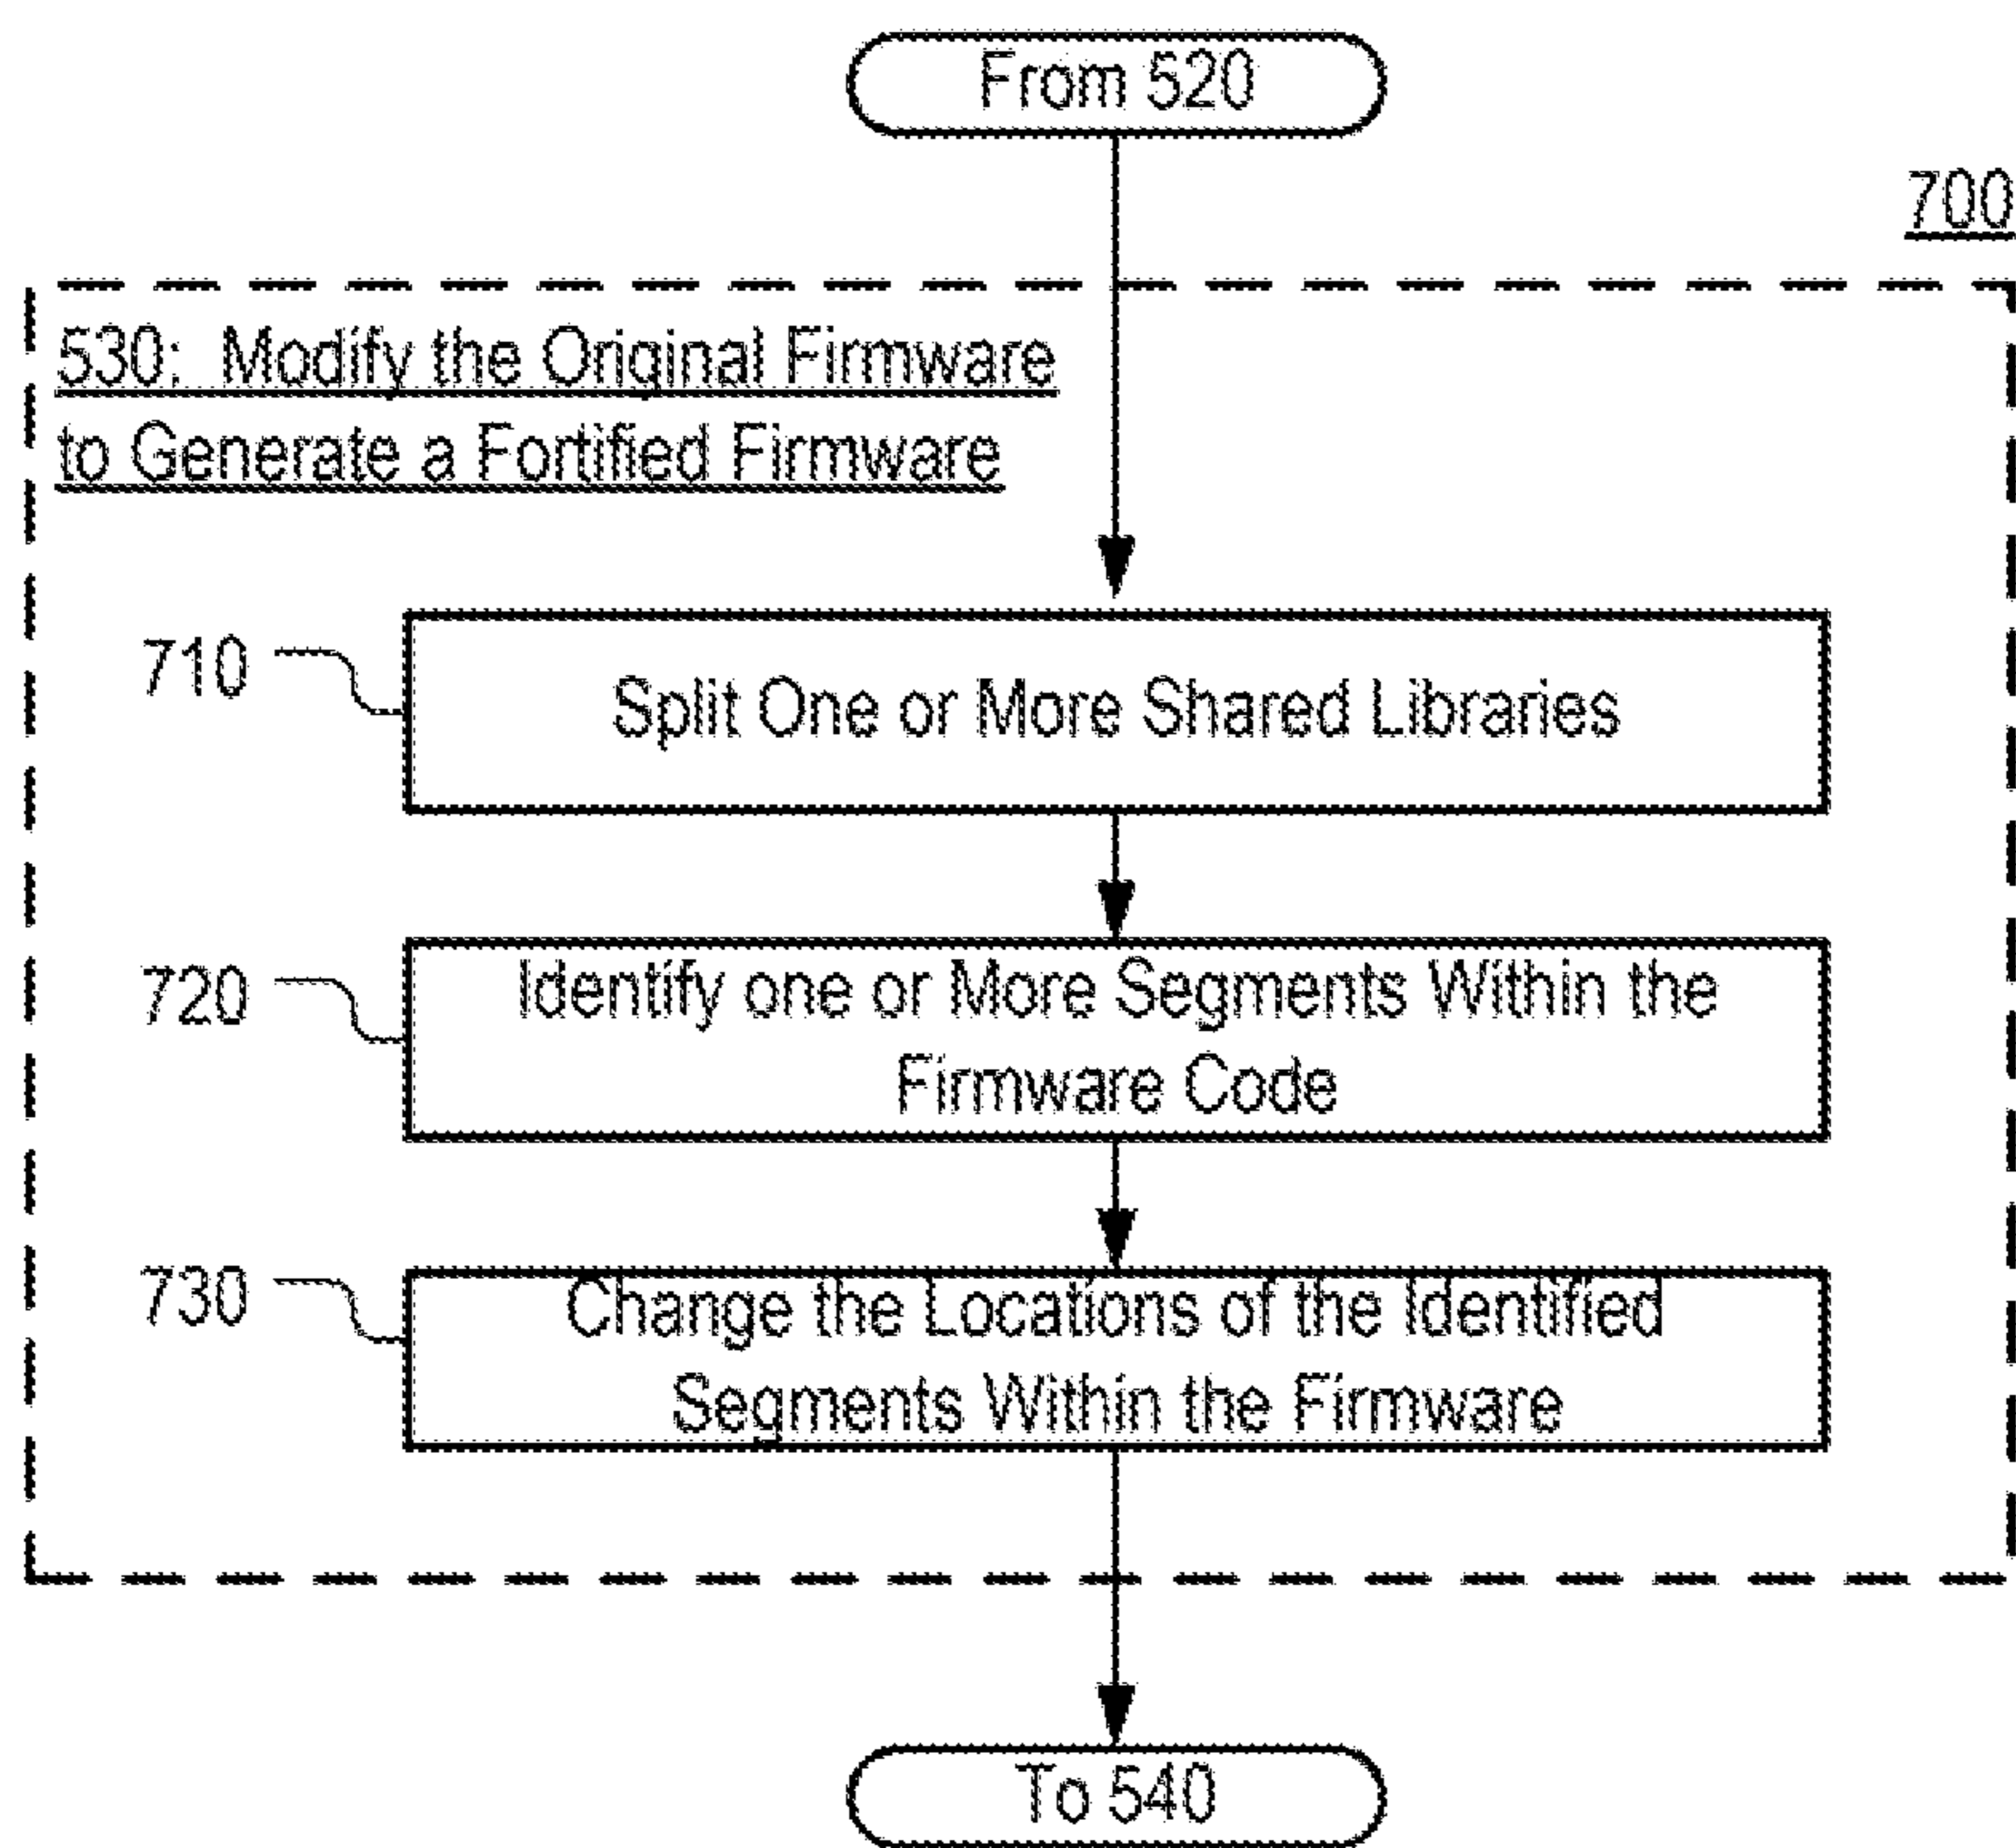 From 520
700
530: Modify the Original Firmware
to Generate a Fortified Firmware
710
Split One or More Shared Libraries
720
Identify one or More Segments Within the
Firmware Code
730
Change the Locations of the Identified
Segments Within the Firmware
To 540